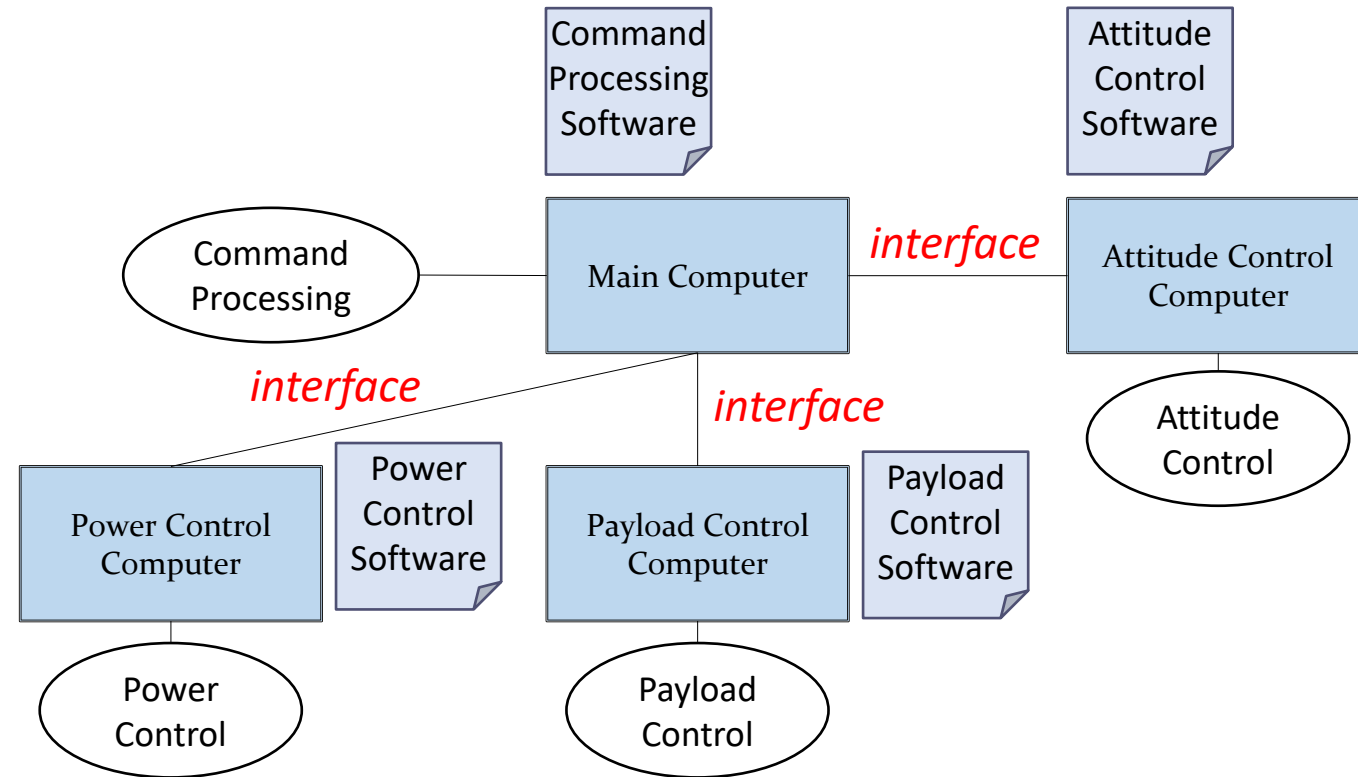 Command
Processing
Software
Attitude
Control
Software
Command
Processing
Main Computer
interface
Attitude Control
Computer
interface
interface
Attitude
Control
Power Control
Computer
Power
Control
Software
Payload Control
Computer
Payload
Control
Software
Power
Control
Payload
Control